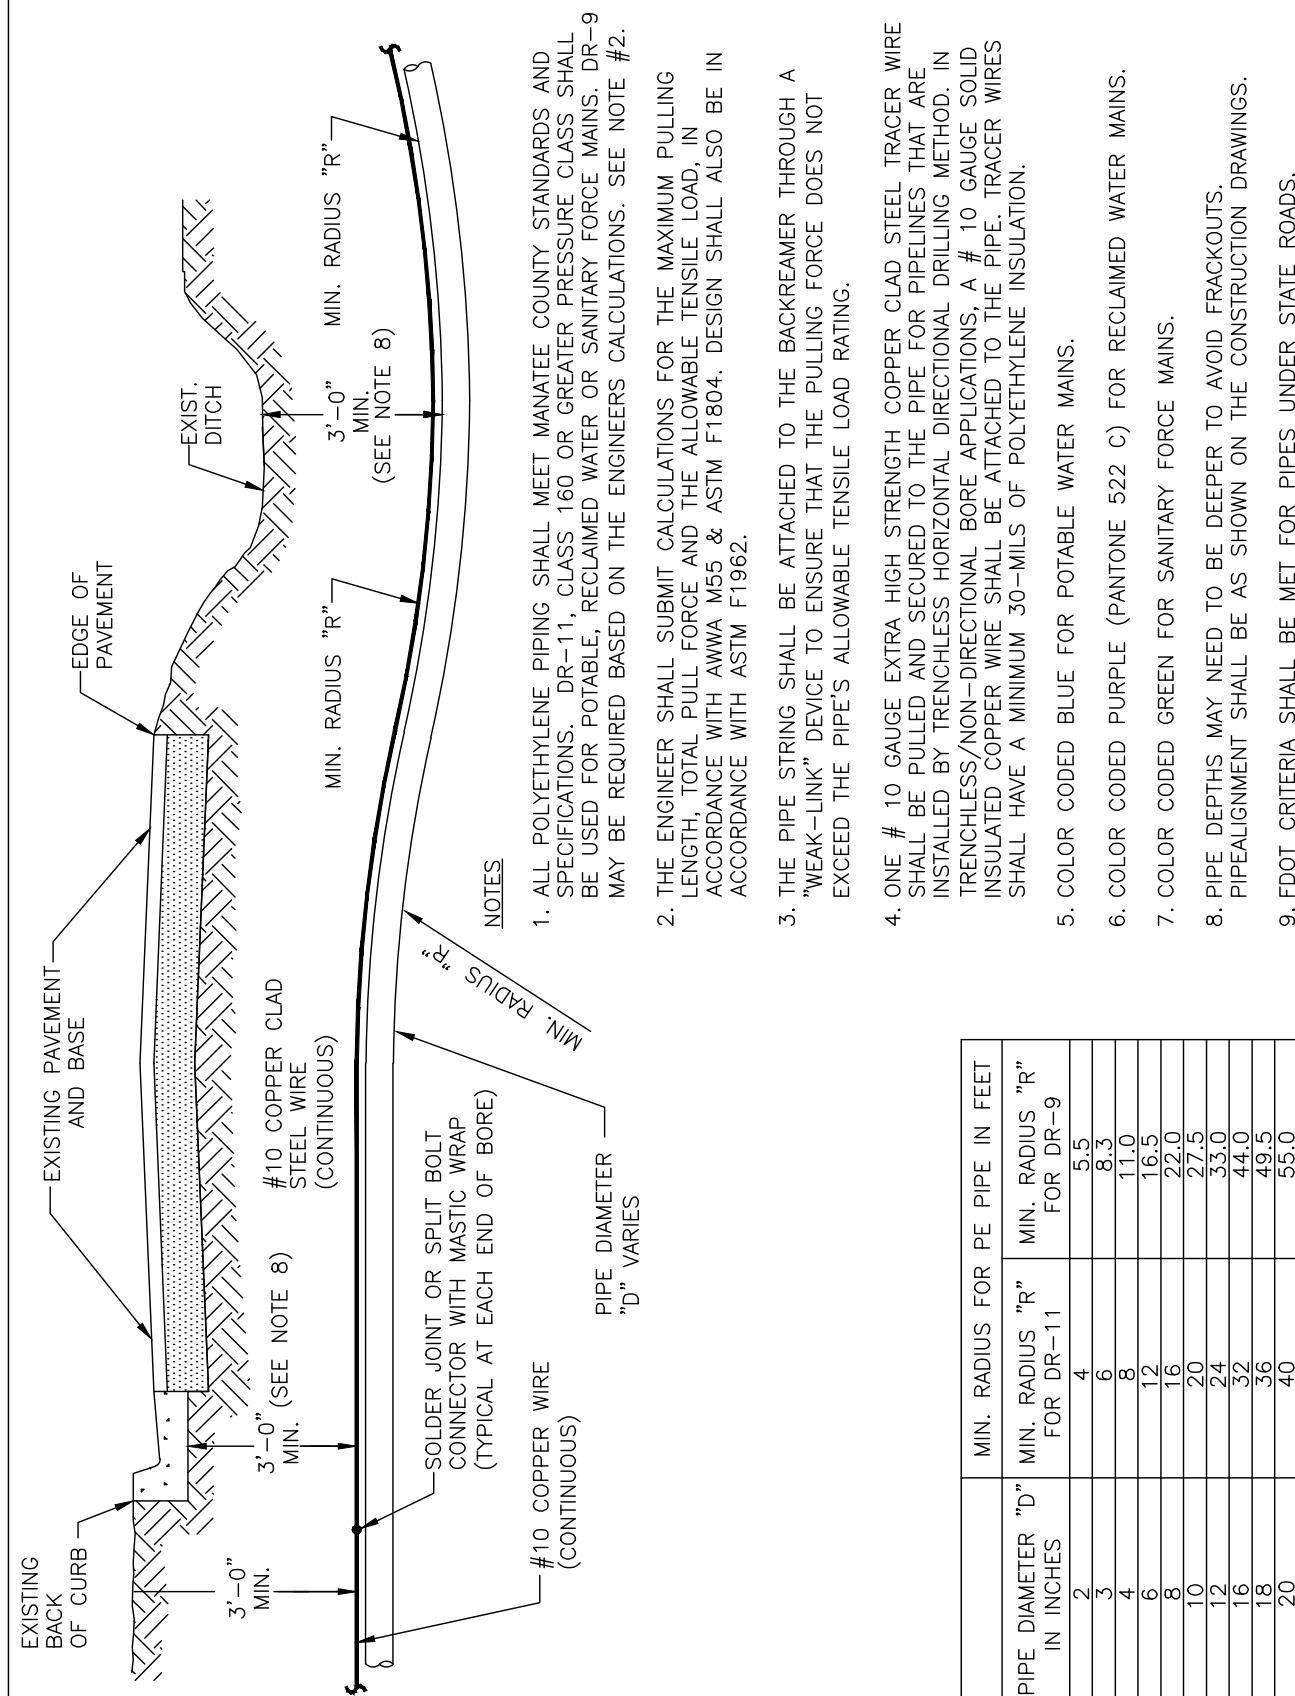 EXISTING
BACK
OF CURB
EXISTING PAVEMENT
AND BASE
EDGE OF
PAVEMENT
EXIST.
DITCH
3'-0"
MIN.
3'-0"
MIN.
(SEE NOTE 8)
#10 COPPER CLAD
STEEL WIRE
(CONTINUOUS)
MIN. RADIUS "R"
3'-0"
MIN.
(SEE NOTE 8)
MIN. RADIUS "R"
MIN. RADIUS "R"
SOLDER JOINT OR SPLIT BOLT
CONNECTOR WITH MASTIC WRAP
(TYPICAL AT EACH END OF BORE)
#10 COPPER WIRE
(CONTINUOUS)
PIPE DIAMETER
"D" VARIES
NOTES
1. ALL POLYETHYLENE PIPING SHALL MEET MANATEE COUNTY STANDARDS AND
SPECIFICATIONS. DR-11, CLASS 160 OR GREATER PRESSURE CLASS SHALL
BE USED FOR POTABLE, RECLAIMED WATER OR SANITARY FORCE MAINS. DR-9
MAY BE REQUIRED BASED ON THE ENGINEERS CALCULATIONS. SEE NOTE #2.
2. THE ENGINEER SHALL SUBMIT CALCULATIONS FOR THE MAXIMUM PULLING
LENGTH, TOTAL PULL FORCE AND THE ALLOWABLE TENSILE LOAD, IN
ACCORDANCE WITH AWWA M55 & ASTM F1804. DESIGN SHALL ALSO BE IN
ACCORDANCE WITH ASTM F1962.
3. THE PIPE STRING SHALL BE ATTACHED TO THE BACKREAMER THROUGH A
"WEAK-LINK" DEVICE TO ENSURE THAT THE PULLING FORCE DOES NOT
EXCEED THE PIPE'S ALLOWABLE TENSILE LOAD RATING.
4. ONE # 10 GAUGE EXTRA HIGH STRENGTH COPPER CLAD STEEL TRACER WIRE
SHALL BE PULLED AND SECURED TO THE PIPE FOR PIPELINES THAT ARE
INSTALLED BY TRENCHLESS HORIZONTAL DIRECTIONAL DRILLING METHOD. IN
TRENCHLESS/NON-DIRECTIONAL BORE APPLICATIONS, A # 10 GAUGE SOLID
INSULATED COPPER WIRE SHALL BE ATTACHED TO THE PIPE. TRACER WIRES
SHALL HAVE A MINIMUM 30-MILS OF POLYETHYLENE INSULATION.
5. COLOR CODED BLUE FOR POTABLE WATER MAINS.
6. COLOR CODED PURPLE (PANTONE 522 C) FOR RECLAIMED WATER MAINS.
7. COLOR CODED GREEN FOR SANITARY FORCE MAINS.
8. PIPE DEPTHS MAY NEED TO BE DEEPER TO AVOID FRACKOUTS.
PIPEALIGNMENT SHALL BE AS SHOWN ON THE CONSTRUCTION DRAWINGS.
9. FDOT CRITERIA SHALL BE MET FOR PIPES UNDER STATE ROADS.
MIN. RADIUS FOR PE PIPE IN FEET
PIPE DIAMETER "D" IN INCHES MIN. RADIUS "R" FOR DR-11 MIN. RADIUS "R" FOR DR-9
2 4 5.5
3 6 8.3
4 8 11.0
6 12 16.5
8 16 22.0
10 20 27.5
12 24 33.0
16 32 44.0
18 36 49.5
20 40 55.0